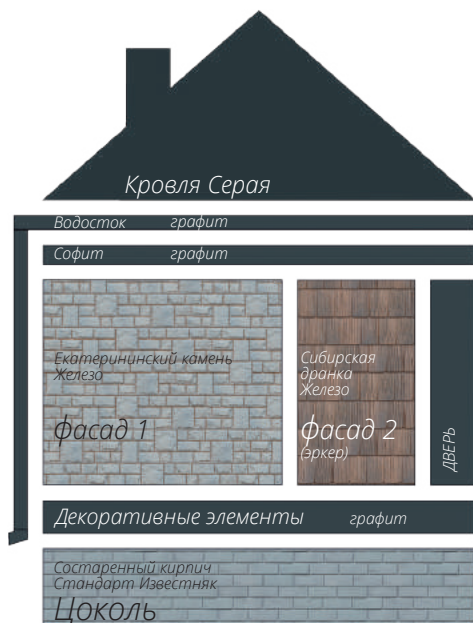 Кровля Серая
Водосток графит
Софит графит
Екатерининский камень
Железо
фасад 1
Сибирская
дранка
Железо
фасад 2
(эркер)
ДВЕРЬ
Декоративные элементы графит
Состаренный кирпич
Стандарт Известняк
Цоколь